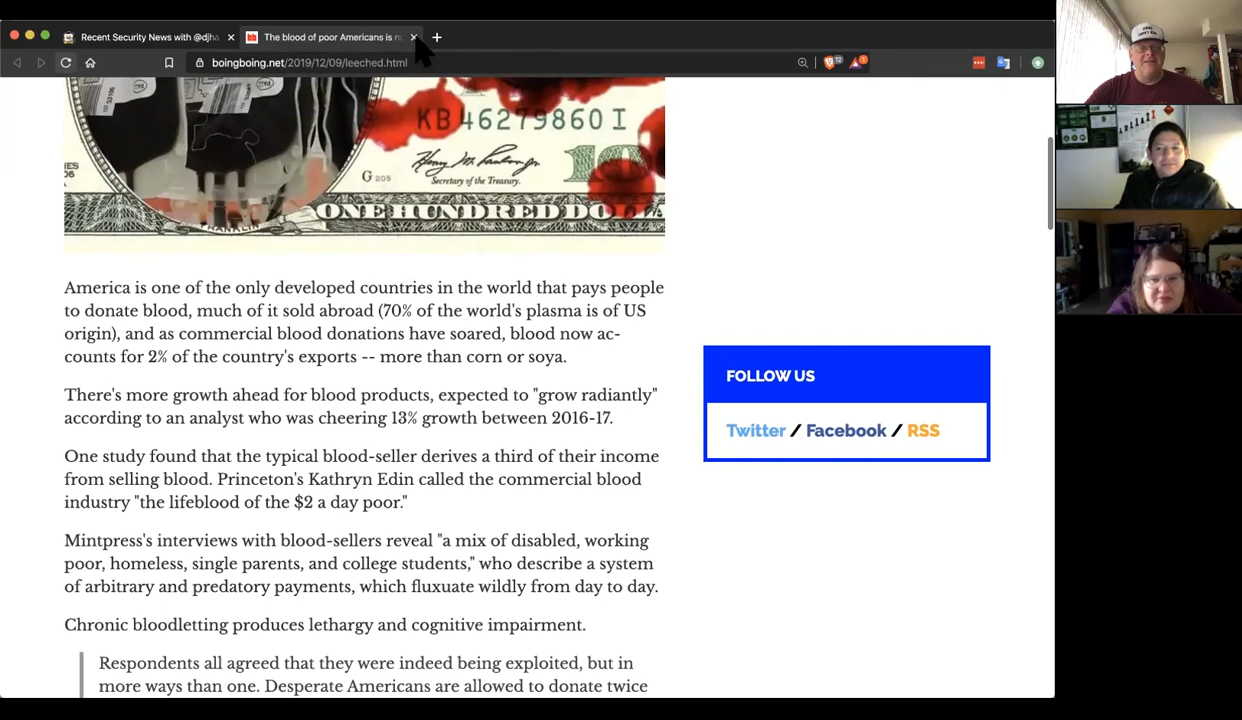 Recent Security News with @djha
The blood of poor Americans is n
boingboing.net/2019/12/09/leeched.html
KB 46279860 I
G 205
Secretary of the Treasury.
ONE HUNDRED DOLLA
America is one of the only developed countries in the world that pays people
to donate blood, much of it sold abroad (70% of the world's plasma is of US
origin), and as commercial blood donations have soared, blood now ac-
counts for 2% of the country's exports -- more than corn or soya.
There's more growth ahead for blood products, expected to "grow radiantly"
according to an analyst who was cheering 13% growth between 2016-17.
One study found that the typical blood-seller derives a third of their income
from selling blood. Princeton's Kathryn Edin called the commercial blood
industry "the lifeblood of the $2 a day poor."
Mintpress's interviews with blood-sellers reveal "a mix of disabled, working
poor, homeless, single parents, and college students," who describe a system
of arbitrary and predatory payments, which fluxuate wildly from day to day.
Chronic bloodletting produces lethargy and cognitive impairment.
Respondents all agreed that they were indeed being exploited, but in
more ways than one. Desperate Americans are allowed to donate twice
FOLLOW US
Twitter / Facebook / RSS